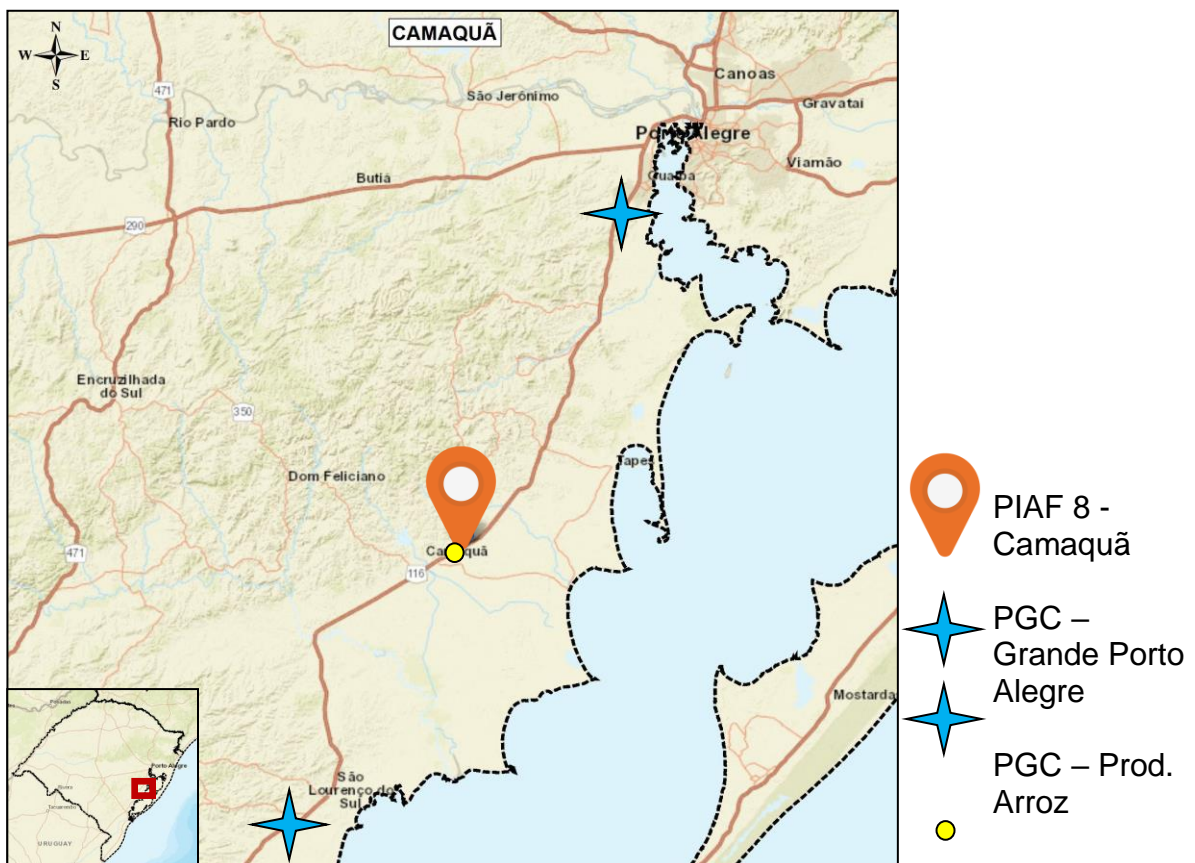 CAMAQUÃ
N
W E
S
Canoas
471
São Jerónimo
Gravataí
Rio Pardo
Porto Alegre
Viamão
Butiá
Guaíba
290
Encruzilhada
do Sul
350
Tapes
Dom Feliciano
Camaquã
471
116
Mostardas
São
Lourenço do
Sul
Porto Alegre
URUGUAY
PIAF 8 -
Camaquã
PGC –
Grande Porto
Alegre
PGC – Prod.
Arroz